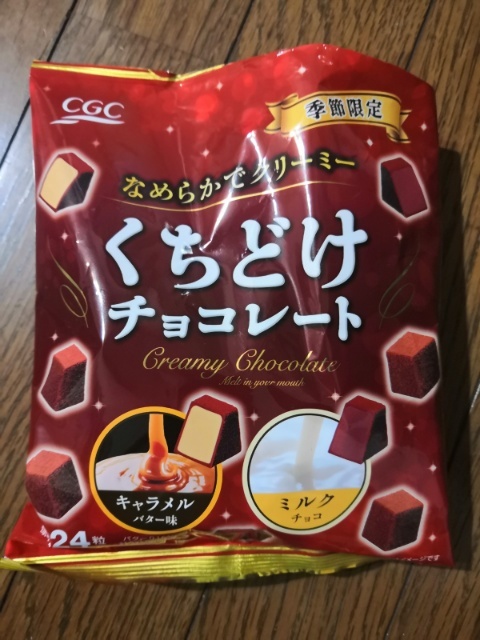 CGC
季節限定
なめらかでクリーミー
くちどけ
チョコレート
Creamy Chocolate
Melt in your mouth
キャラメル
バター味
ミルク
チョコ
24粒